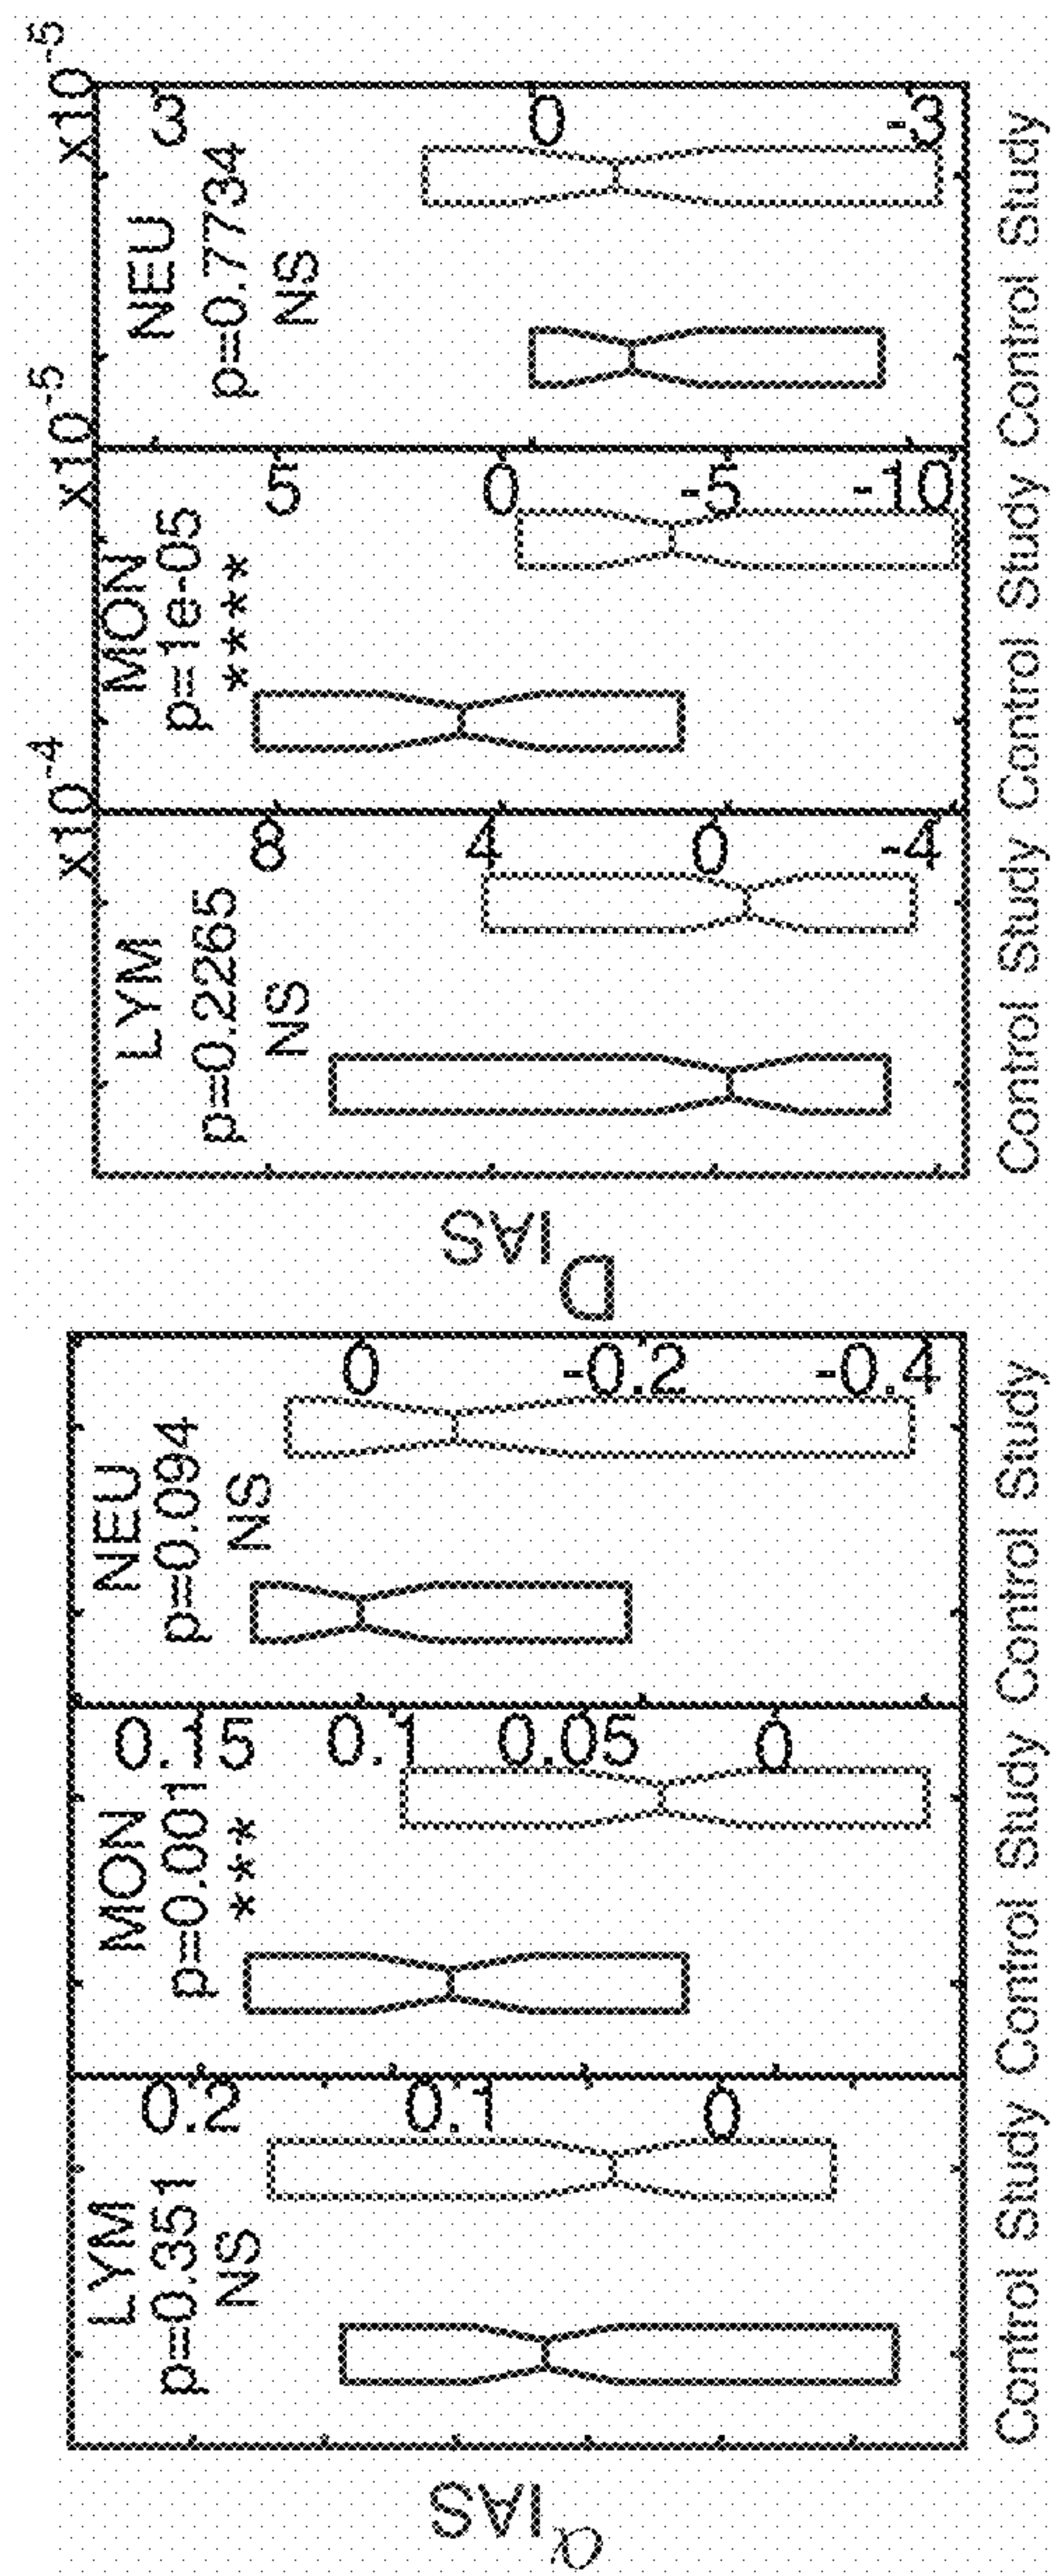 α IAS
LYM
p=0.351
NS
0.2
0.1
0
MON
p=0.001
***
0.15
0.1
0.05
0
NEU
p=0.094
NS
0
-0.2
-0.4
Control Study Control Study Control Study
D IAS
x10-4
LYM
p=0.2265
NS
8
4
0
-4
x10-5
MON
p=1e-05
****
5
0
-5
-10
x10-5
NEU
p=0.7734
NS
3
0
-3
Control Study Control Study Control Study